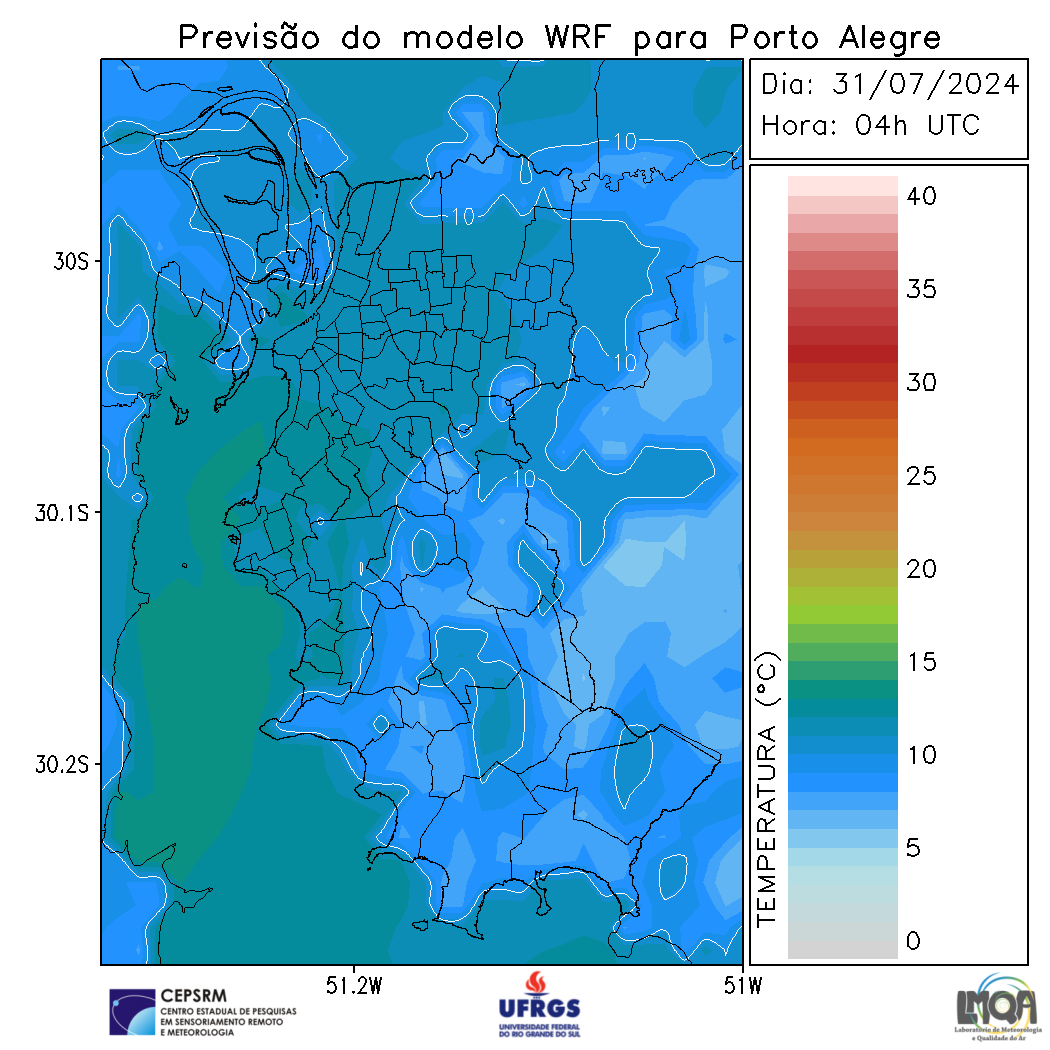 Previsão do modelo WRF para Porto Alegre
Dia: 31/07/2024
Hora: 04h UTC
40
35
30
25
20
15
10
5
0
TEMPERATURA (°C)
30S
30.1S
30.2S
51.2W
51W
10
10
10
10
CEPSRM
CENTRO ESTADUAL DE PESQUISAS
EM SENSORIAMENTO REMOTO
E METEOROLOGIA
UFRGS
UNIVERSIDADE FEDERAL
DO RIO GRANDE DO SUL
LMQA
Laboratório de Meteorologia
e Qualidade do Ar